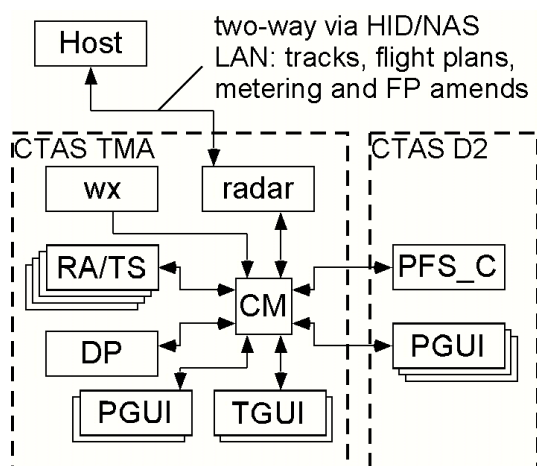 Host
two-way via HID/NAS
LAN: tracks, flight plans,
metering and FP amends
CTAS TMA
CTAS D2
wx
radar
RA/TS
CM
PFS_C
DP
PGUI
PGUI
TGUI